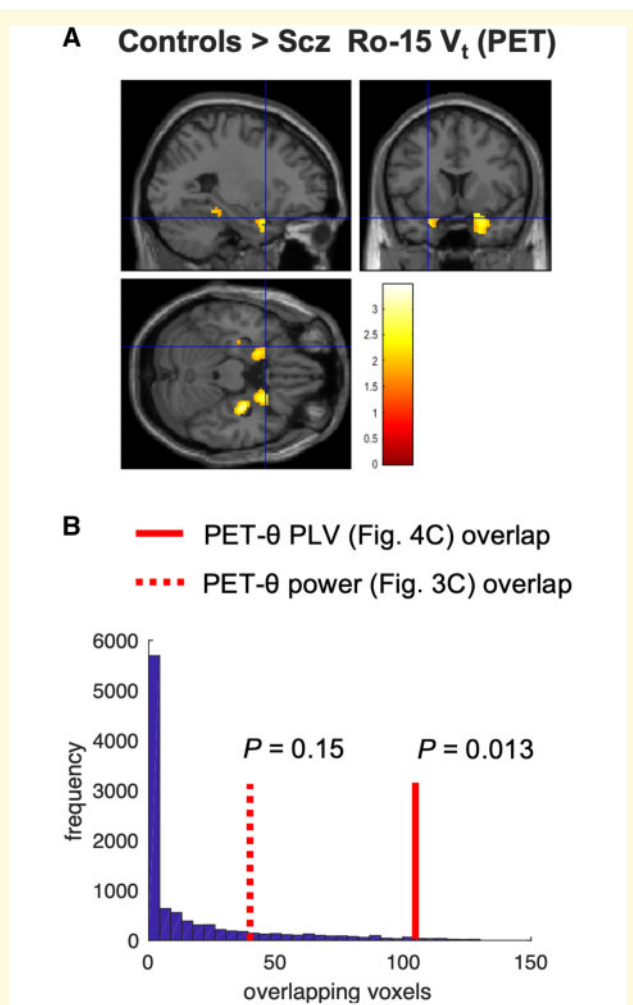 A Controls > Scz Ro-15 Vt (PET)
3
2.5
2
1.5
1
0.5
0
B PET-θ PLV (Fig. 4C) overlap
PET-θ power (Fig. 3C) overlap
6000
5000
4000
3000
2000
1000
0
frequency
P = 0.15 P = 0.013
0 50 100 150
overlapping voxels